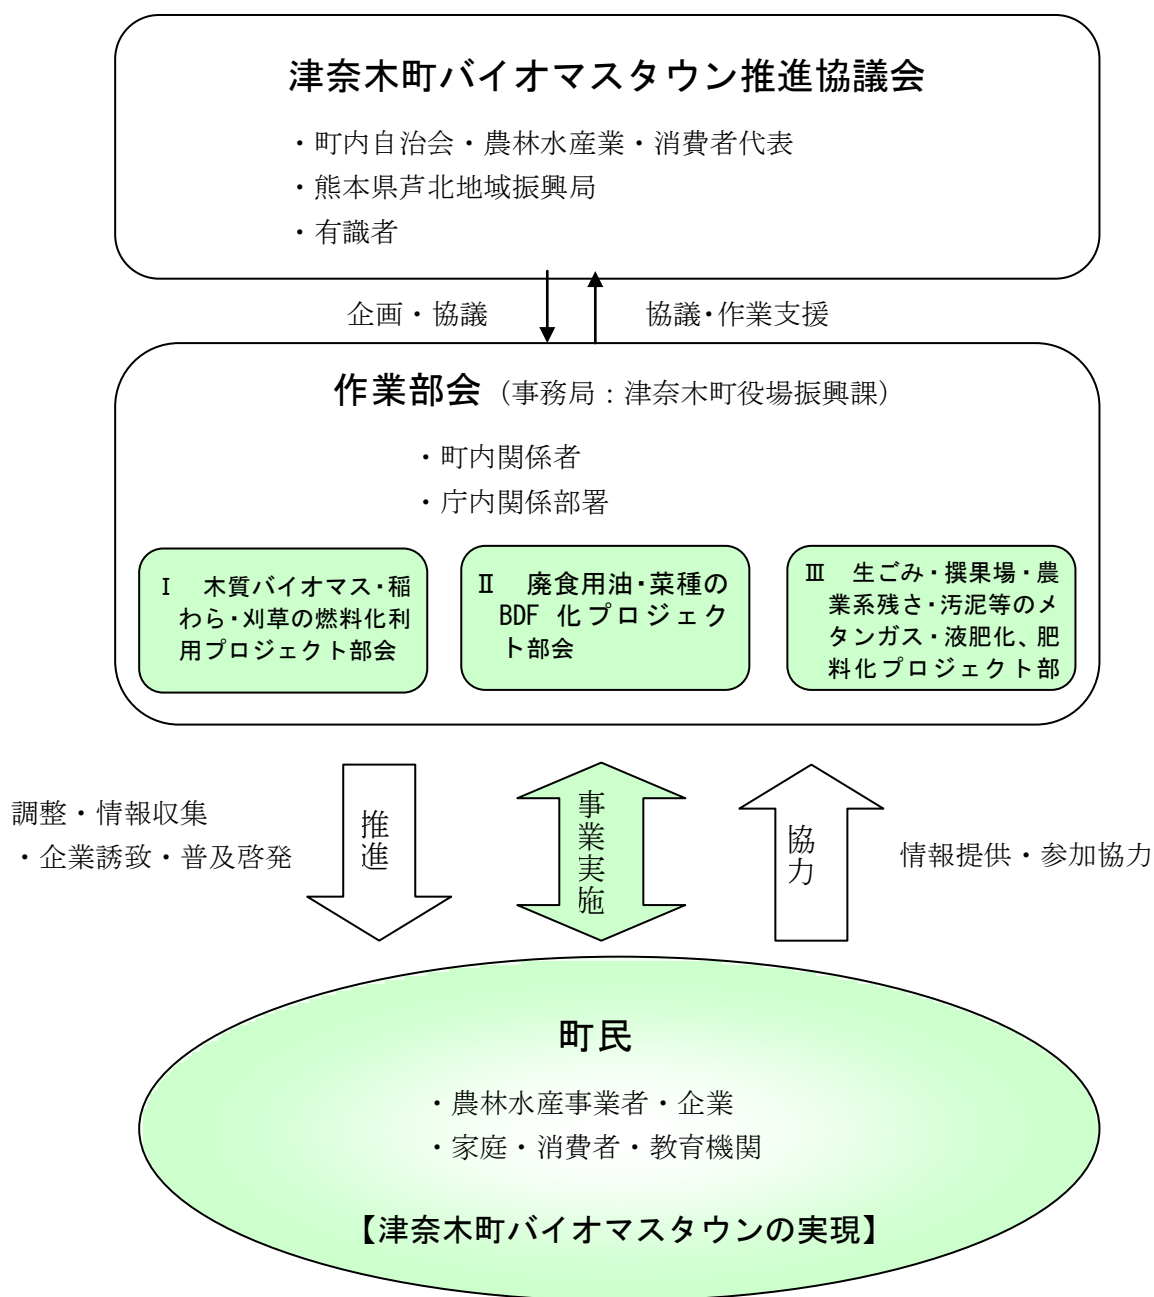 津奈木町バイオマスタウン推進協議会
・町内自治会・農林水産業・消費者代表
・熊本県芦北地域振興局
・有識者
企画・協議
協議・作業支援
作業部会（事務局：津奈木町役場振興課）
・町内関係者
・庁内関係部署
Ⅰ　木質バイオマス・稲
わら・刈草の燃料化利
用プロジェクト部会
Ⅱ　廃食用油・菜種の
BDF 化プロジェク
ト部会
Ⅲ　生ごみ・撰果場・農
業系残さ・汚泥等のメ
タンガス・液肥化、肥
料化プロジェクト部
調整・情報収集
・企業誘致・普及啓発
推進
事業実施
協力
情報提供・参加協力
町民
・農林水産事業者・企業
・家庭・消費者・教育機関
【津奈木町バイオマスタウンの実現】